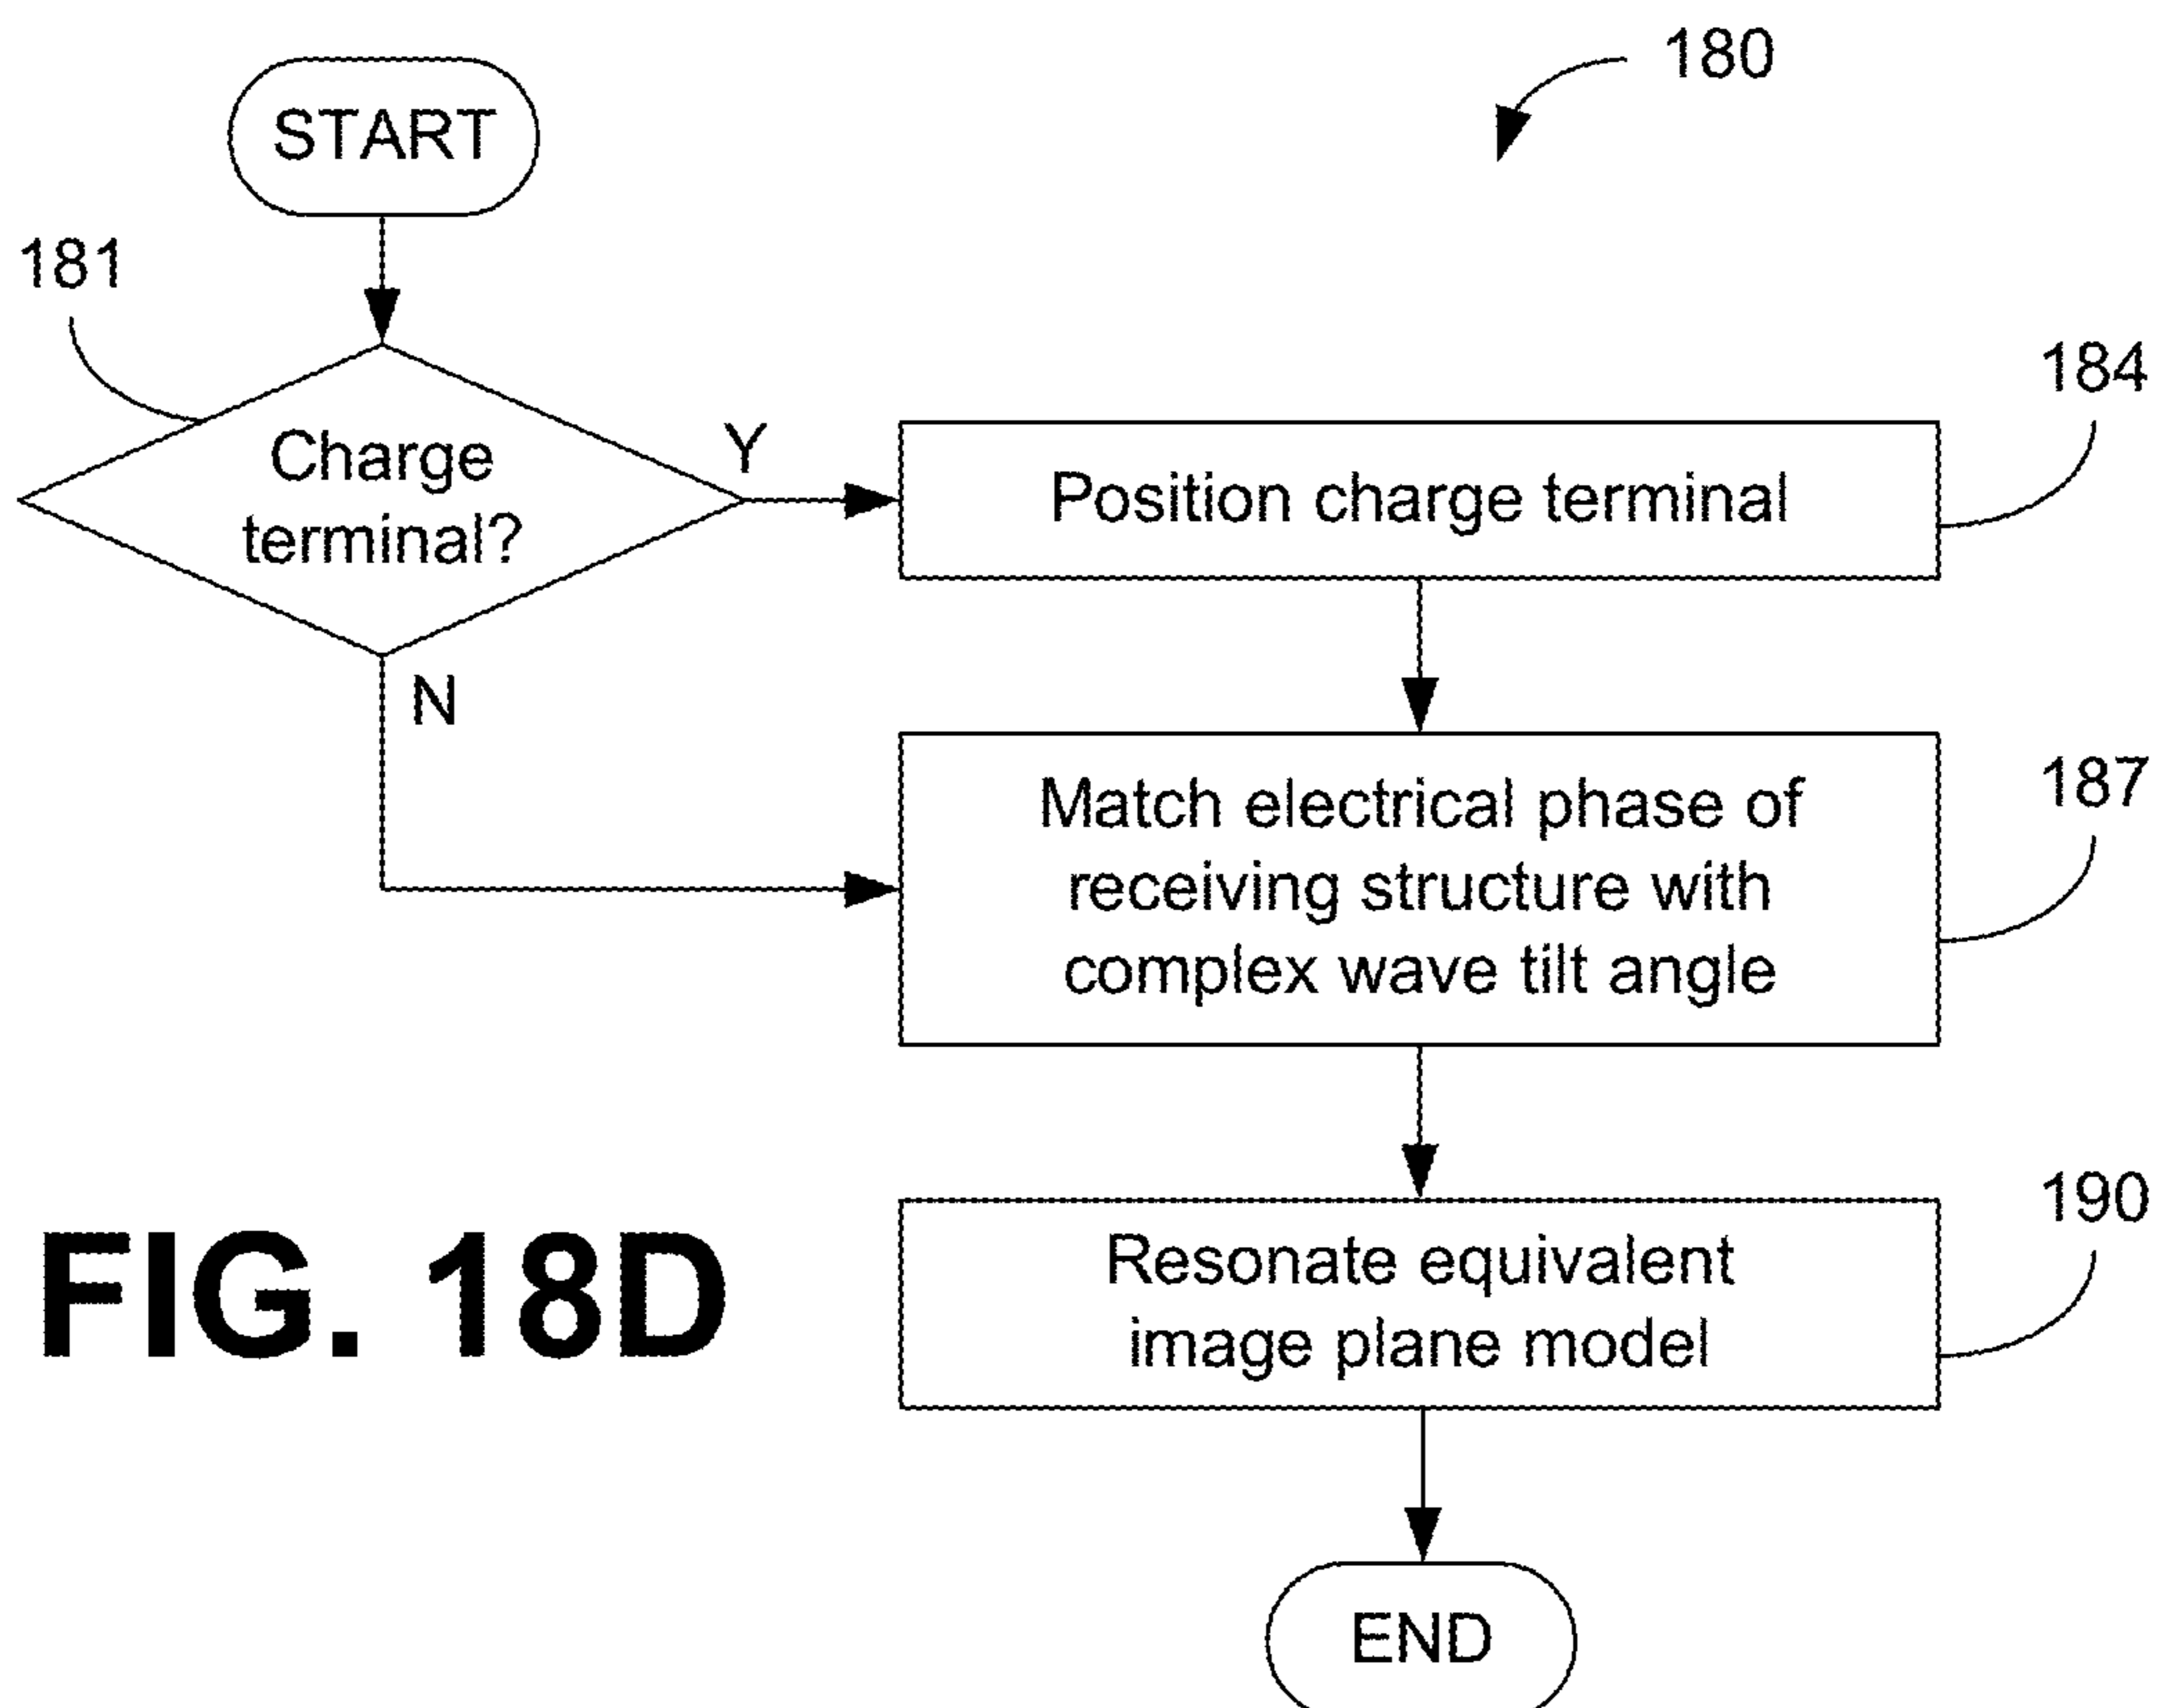 180
START
181
184
Charge
terminal?
Y
Position charge terminal
N
187
Match electrical phase of
receiving structure with
complex wave tilt angle
190
Resonate equivalent
image plane model
FIG. 18D
END